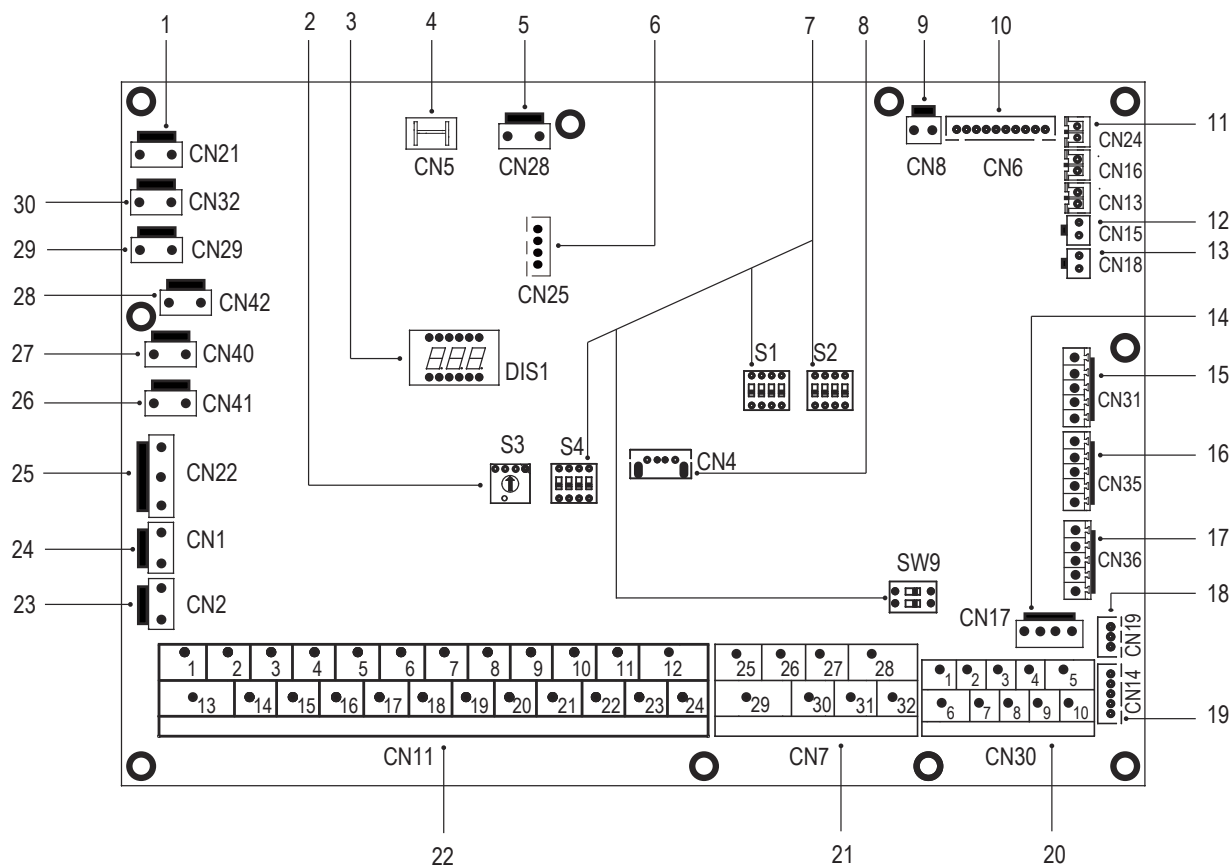 1 2 3 4 5 6 7 8 9 10
CN21 CN5 CN28 CN8 CN6 CN24 11
CN16
30 CN32 CN13
CN15 12
29 CN29 CN25 CN18 13
28 CN42
14
27 CN40 DIS1 S1 S2
15
26 CN41 CN31
S3 S4
25 CN22 CN4 16
CN35
24 CN1 17
SW9 CN36
23 CN2 18
CN17 CN19
1 2 3 4 5 6 7 8 9 10 11 12 25 26 27 28 1 2 3 4 5
13 14 15 16 17 18 19 20 21 22 23 24 29 30 31 32 6 7 8 9 10 CN14
19
CN11 CN7 CN30
22 21 20